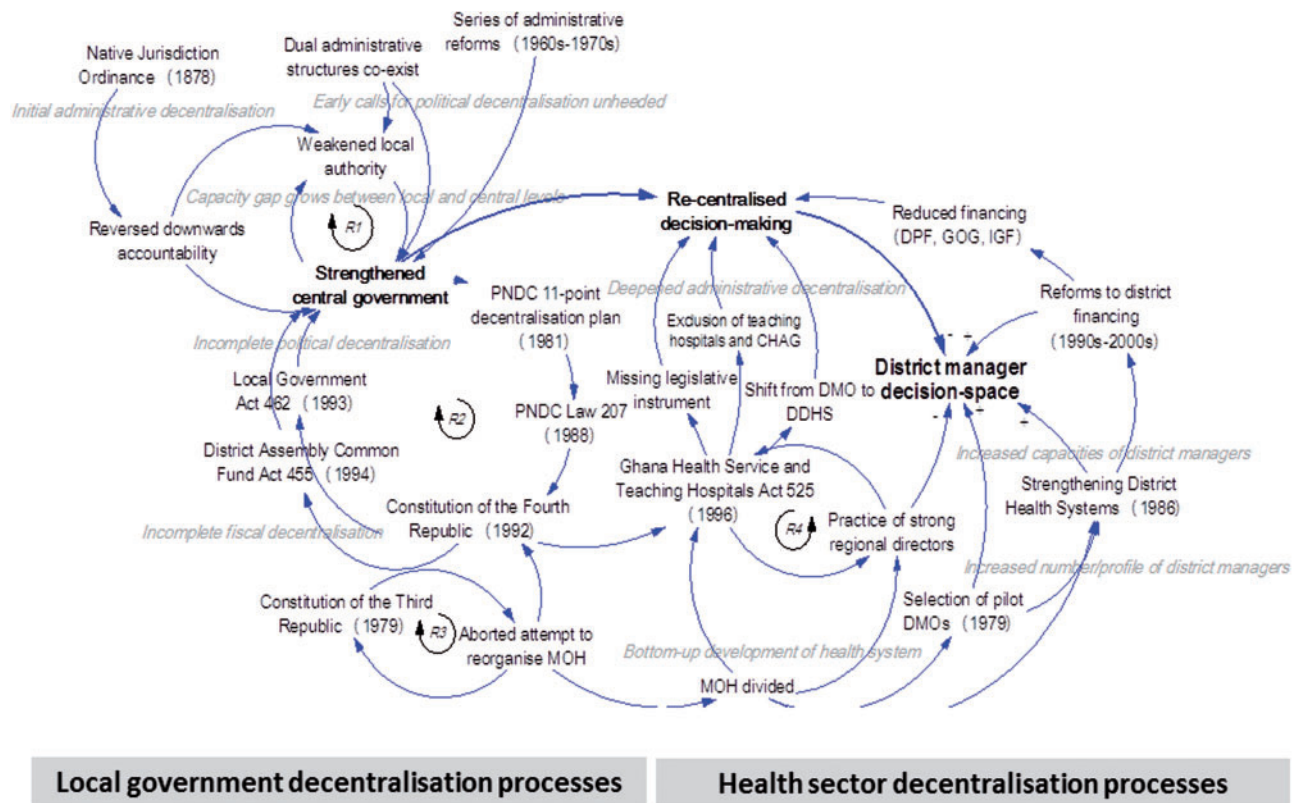 Series of administrative
reforms (1960s-1970s)
Native Jurisdiction
Ordinance (1878)
Dual administrative
structures co-exist
Initial administrative decentralisation
Early calls for political decentralisation unheeded
Weakened local
authority
Capacity gap grows between local and central levels
Reversed downwards
accountability
R1
Strengthened
central government
Re-centralised
decision-making
Reduced financing
(DPF, GOG, IGF)
PNDC 11-point
decentralisation plan
(1981)
Deepened administrative decentralisation
Reforms to district
financing
(1990s-2000s)
Exclusion of teaching
hospitals and CHAG
Incomplete political decentralisation
- +
District manager
decision-space
- +
+
Local Government
Act 462 (1993)
R2
PNDC Law 207
(1988)
Missing legislative
instrument
Shift from DMO to
DDHS
District Assembly Common
Fund Act 455 (1994)
Ghana Health Service and
Teaching Hospitals Act 525
(1996)
Increased capacities of district managers
Strengthening District
Health Systems (1986)
Constitution of the Fourth
Republic (1992)
Incomplete fiscal decentralisation
R4
Practice of strong
regional directors
Increased number/profile of district managers
Constitution of the Third
Republic (1979)
R3
Aborted attempt to
reorganise MOH
Selection of pilot
DMOs (1979)
Bottom-up development of health system
MOH divided
Local government decentralisation processes
Health sector decentralisation processes